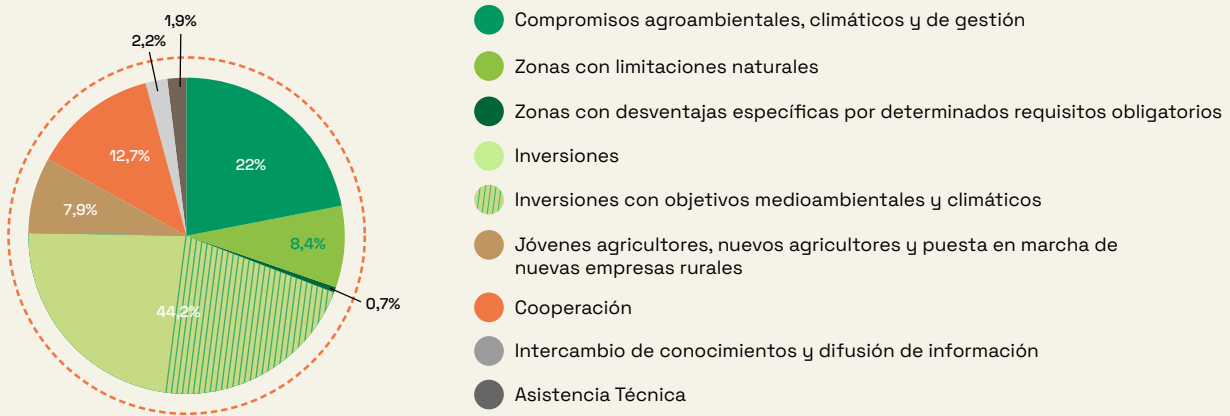 1,9%
2,2%
22%
12,7%
7,9%
8,4%
44,2%
0,7%
Compromisos agroambientales, climáticos y de gestión
Zonas con limitaciones naturales
Zonas con desventajas específicas por determinados requisitos obligatorios
Inversiones
Inversiones con objetivos medioambientales y climáticos
Jóvenes agricultores, nuevos agricultores y puesta en marcha de
nuevas empresas rurales
Cooperación
Intercambio de conocimientos y difusión de información
Asistencia Técnica